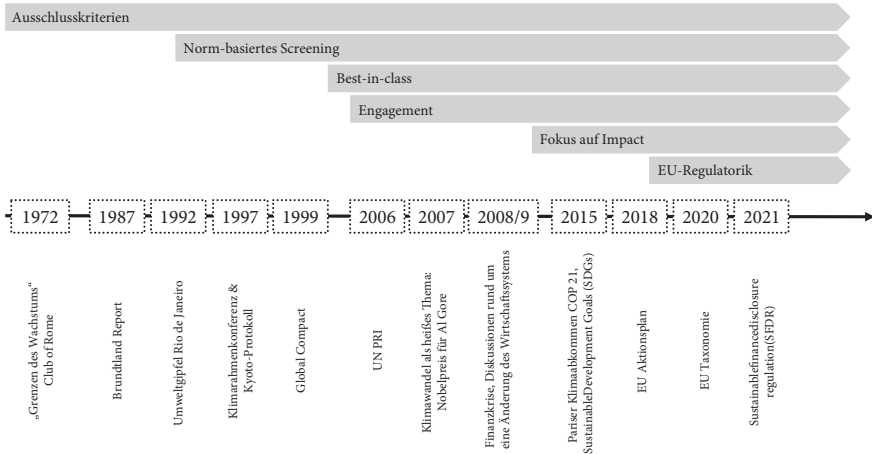 Ausschlusskriterien
Norm-basiertes Screening
Best-in-class
Engagement
Fokus auf Impact
EU-Regulatorik
1972
1987
1992
1997
1999
2006
2007
2008/9
2015
2018
2020
2021
„Grenzen des Wachstums“
Club of Rome
Brundtland Report
Umweltgipfel Rio de Janeiro
Klimarahmenkonferenz &
Kyoto-Protokoll
Global Compact
UN PRI
Klimawandel als heißes Thema:
Nobelpreis für Al Gore
Finanzkrise, Diskussionen rund um
eine Änderung des Wirtschaftssystems
Pariser Klimaabkommen COP 21,
SustainableDevelopment Goals (SDGs)
EU Aktionsplan
EU Taxonomie
Sustainablefinancedisclosure
regulation(SFDR)